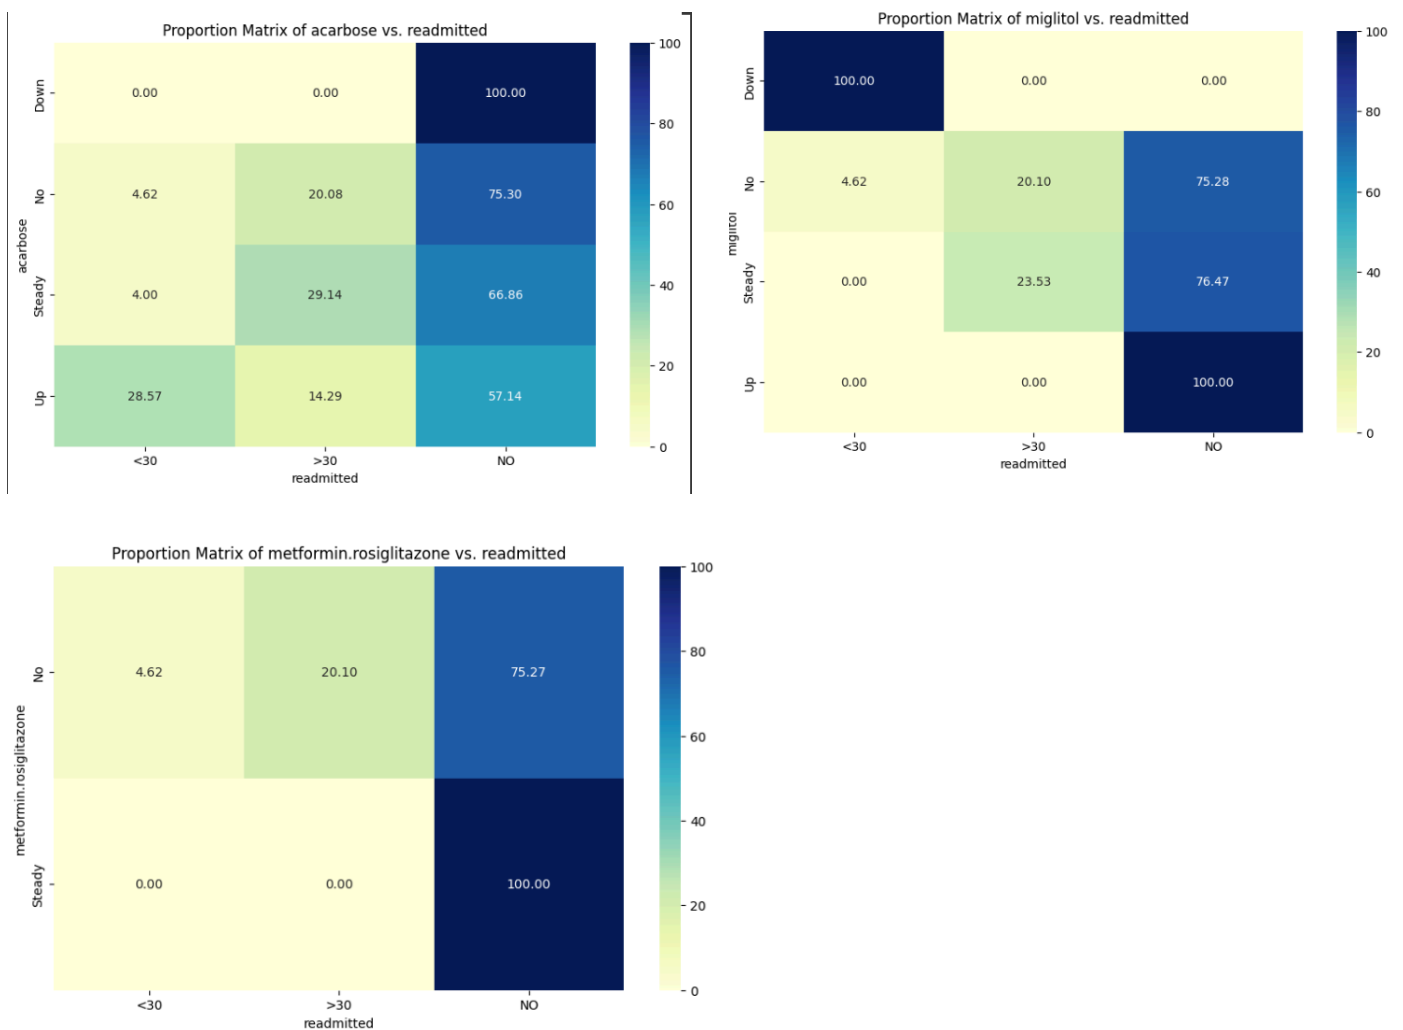 Proportion Matrix of acarbose vs. readmitted
Down
0.00 0.00 100.00
No
4.62 20.08 75.30
Steady
4.00 29.14 66.86
Up
28.57 14.29 57.14
acarbose
<30 >30 NO
readmitted
100
80
60
40
20
0
Proportion Matrix of miglitol vs. readmitted
Down
100.00 0.00 0.00
No
4.62 20.10 75.28
Steady
0.00 23.53 76.47
Up
0.00 0.00 100.00
miglitol
<30 >30 NO
readmitted
100
80
60
40
20
0
Proportion Matrix of metformin.rosiglitazone vs. readmitted
No
4.62 20.10 75.27
Steady
0.00 0.00 100.00
metformin.rosiglitazone
<30 >30 NO
readmitted
100
80
60
40
20
0